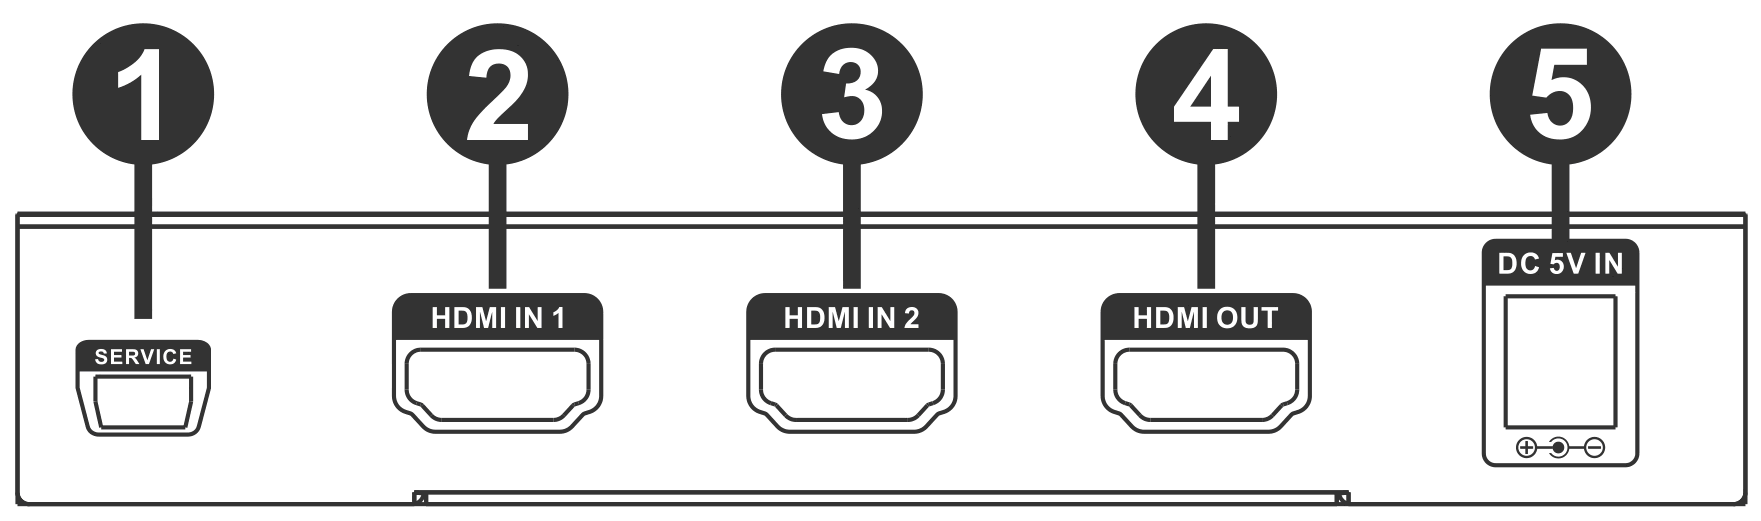 1 2 3 4 5
DC 5V IN
HDMI IN 1 HDMI IN 2 HDMI OUT
SERVICE